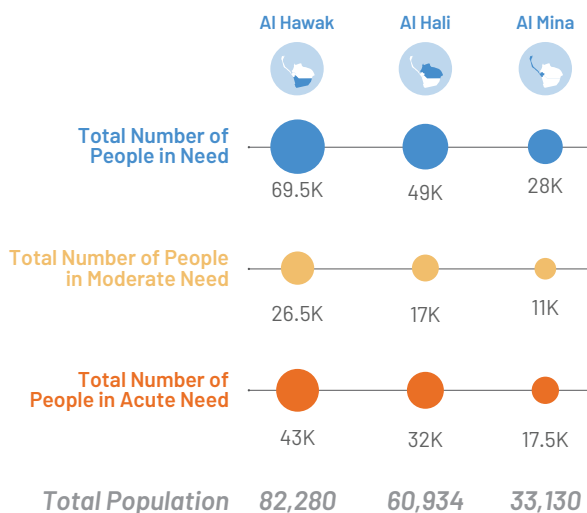 Al Hawak Al Hali Al Mina
Total Number of
People in Need
69.5K 49K 28K
Total Number of People
in Moderate Need
26.5K 17K 11K
Total Number of
People in Acute Need
43K 32K 17.5K
Total Population 82,280 60,934 33,130